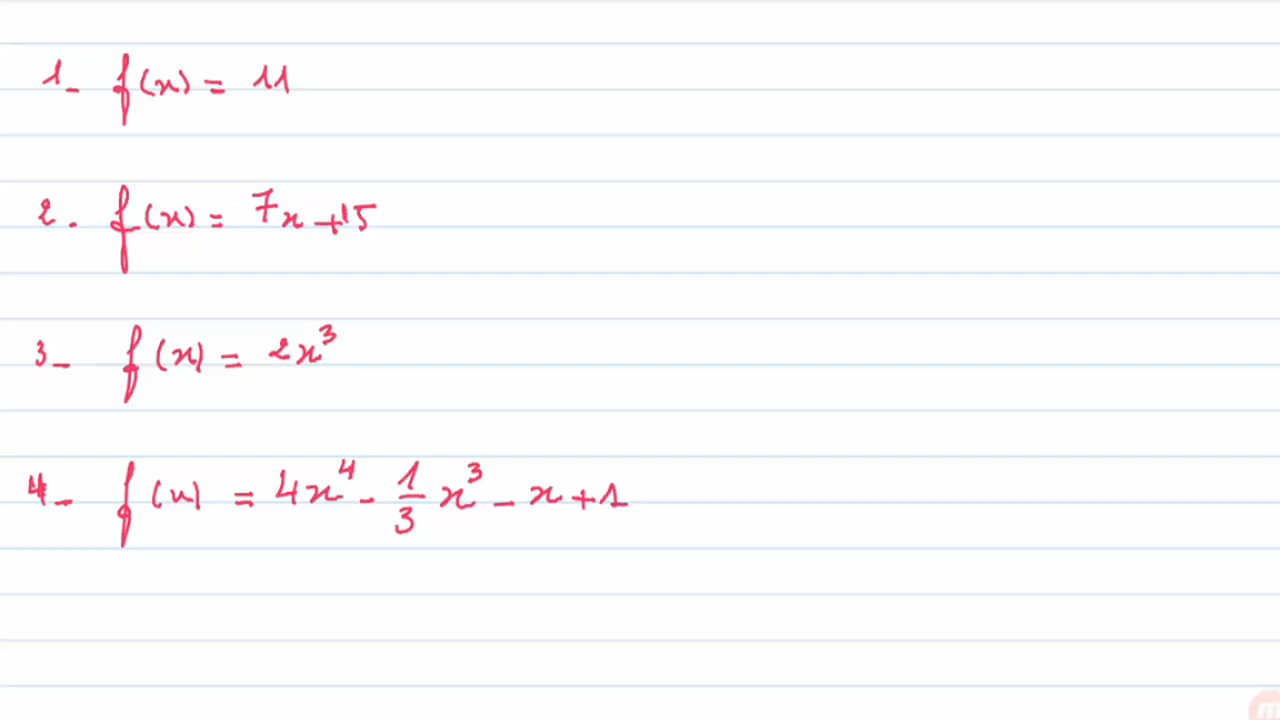 1- f(x) = 11
2. f(x) = 7x+15
3- f(x) = 2x³
4- f(x) = 4x⁴ - 1/3 x³ - x + 1